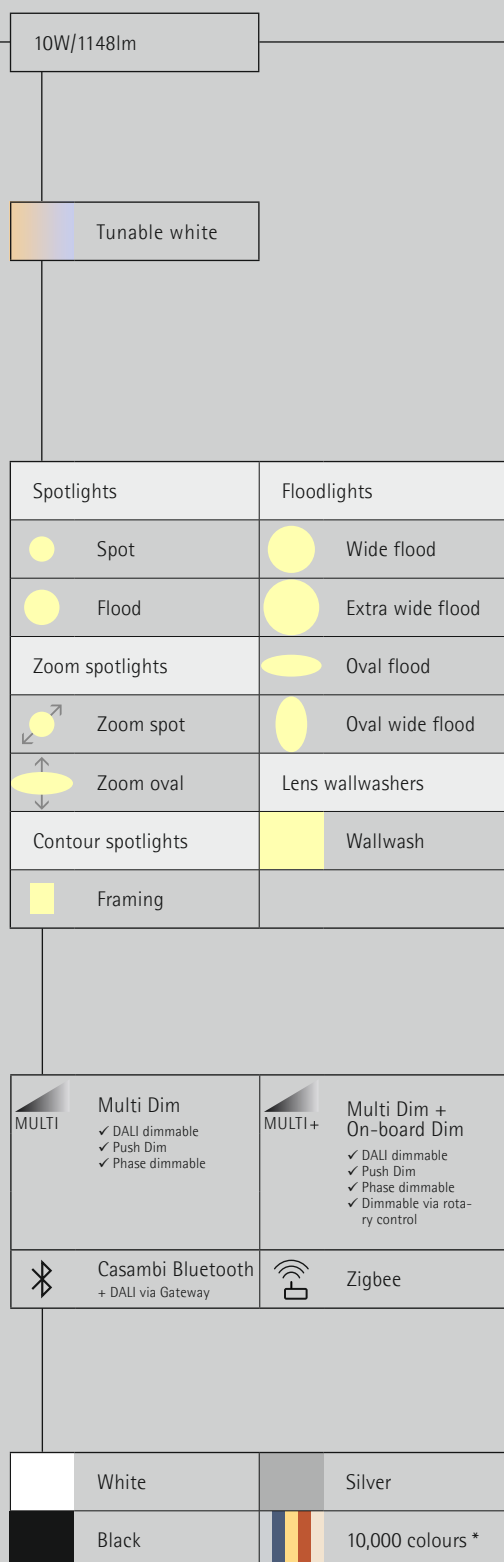 10W/1148lm
Tunable white
Spotlights
Floodlights
Spot
Wide flood
Flood
Extra wide flood
Zoom spotlights
Oval flood
Zoom spot
Oval wide flood
Zoom oval
Lens wallwashers
Contour spotlights
Wallwash
Framing
MULTI
Multi Dim
✓ DALI dimmable
✓ Push Dim
✓ Phase dimmable
MULTI+
Multi Dim +
On-board Dim
✓ DALI dimmable
✓ Push Dim
✓ Phase dimmable
✓ Dimmable via rota-
ry control
Casambi Bluetooth
+ DALI via Gateway
Zigbee
White
Silver
Black
10,000 colours *